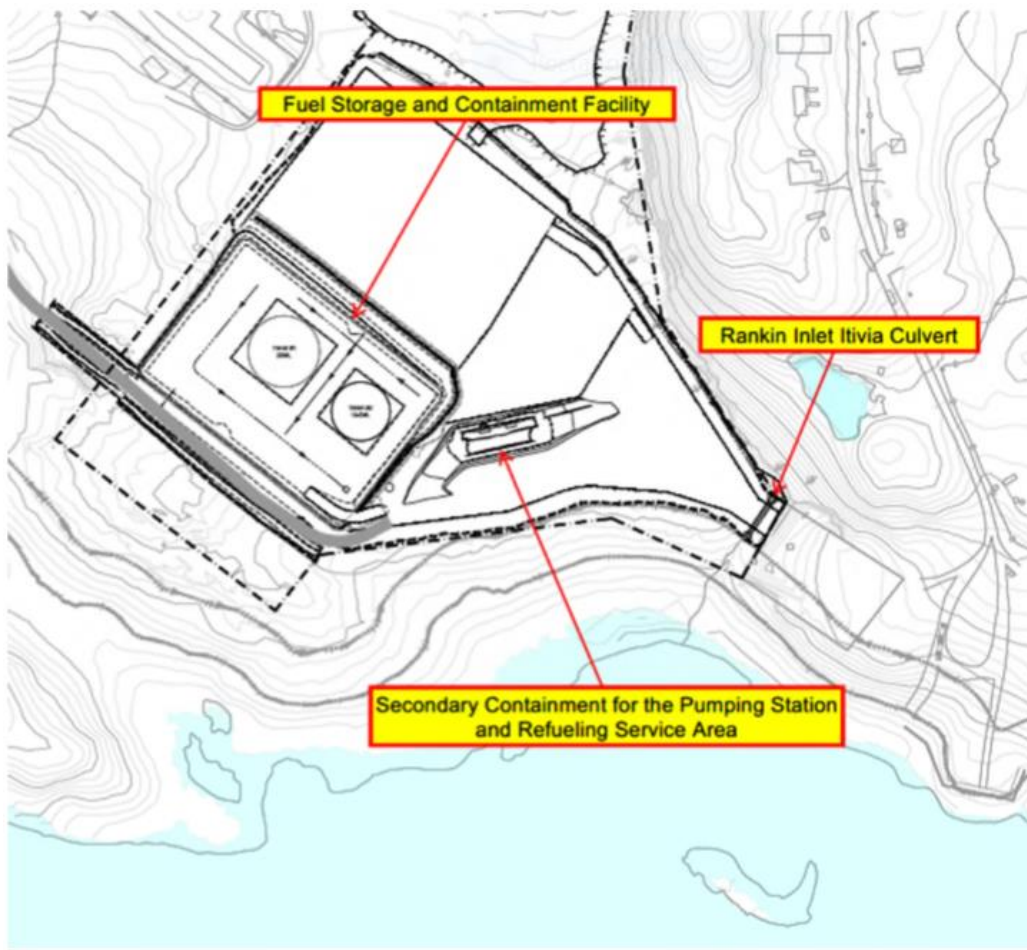 Fuel Storage and Containment Facility
Rankin Inlet Itivia Culvert
Secondary Containment for the Pumping Station
and Refueling Service Area